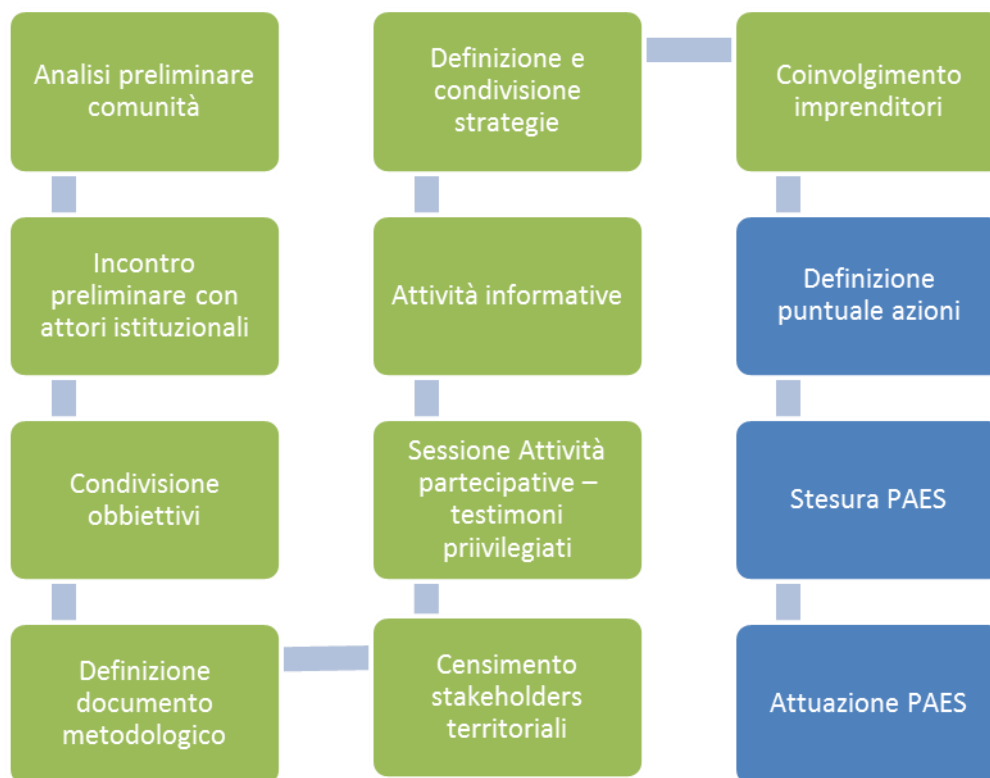 Analisi preliminare
comunità
Incontro
preliminare con
attori istituzionali
Condivisione
obbiettivi
Definizione
documento
metodologico
Censimento
stakeholders
territoriali
Sessione Attività
partecipative –
testimoni
priivilegiati
Attività informative
Definizione e
condivisione
strategie
Coinvolgimento
imprenditori
Definizione
puntuale azioni
Stesura PAES
Attuazione PAES